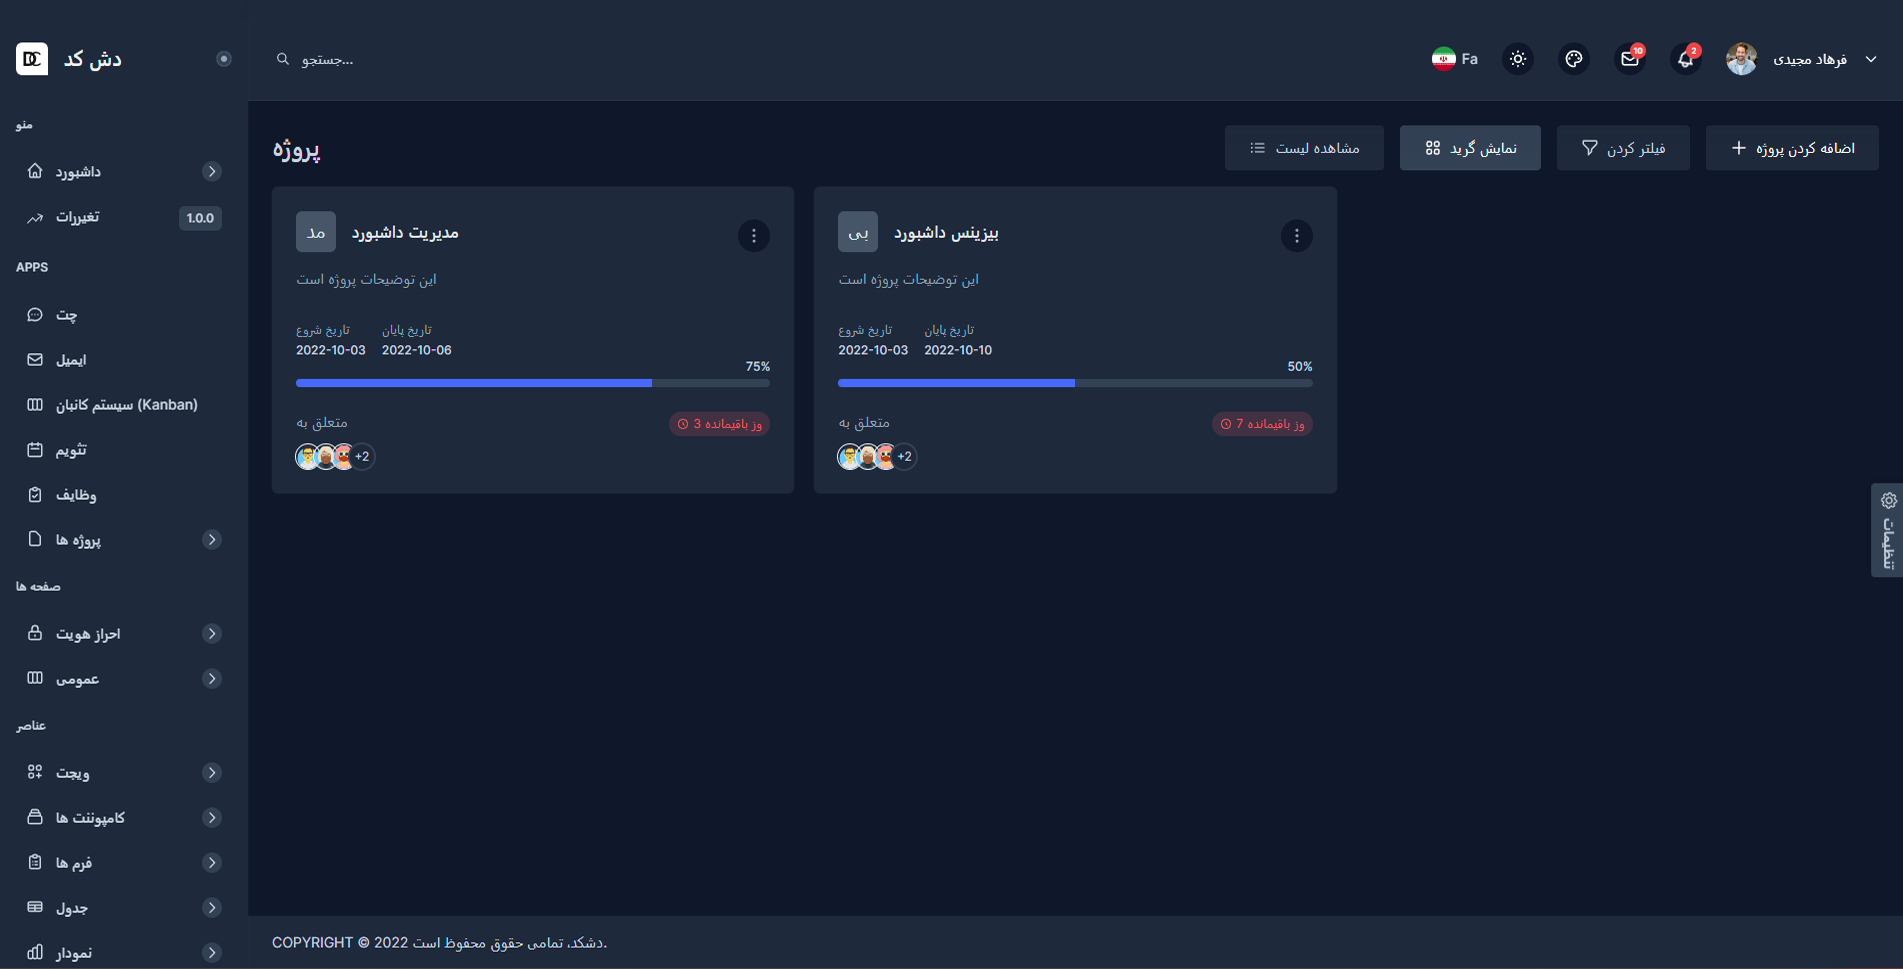 دش کد
جستجو...
Fa
10
2
فرهاد مجیدی
منو
داشبورد
تغیررات
1.0.0
APPS
چت
ایمیل
سیستم کانبان (Kanban)
تئویم
وظایف
پروژه ها
صفحه ها
احراز هویت
عمومی
عناصر
ویجت
کامپوننت ها
فرم ها
جدول
نمودار
پروژه
مشاهده لیست
نمایش گرید
فیلتر کردن
اضافه کردن پروژه
مد
مدیریت داشبورد
این توضیحات پروژه است
تاریخ شروع
2022-10-03
تاریخ پایان
2022-10-06
75%
متعلق به
3 وز باقیمانده
+2
بی
بیزینس داشبورد
این توضیحات پروژه است
تاریخ شروع
2022-10-03
تاریخ پایان
2022-10-10
50%
متعلق به
7 وز باقیمانده
+2
تنظیمات
COPYRIGHT © 2022 دشکد، تمامی حقوق محفوظ است.